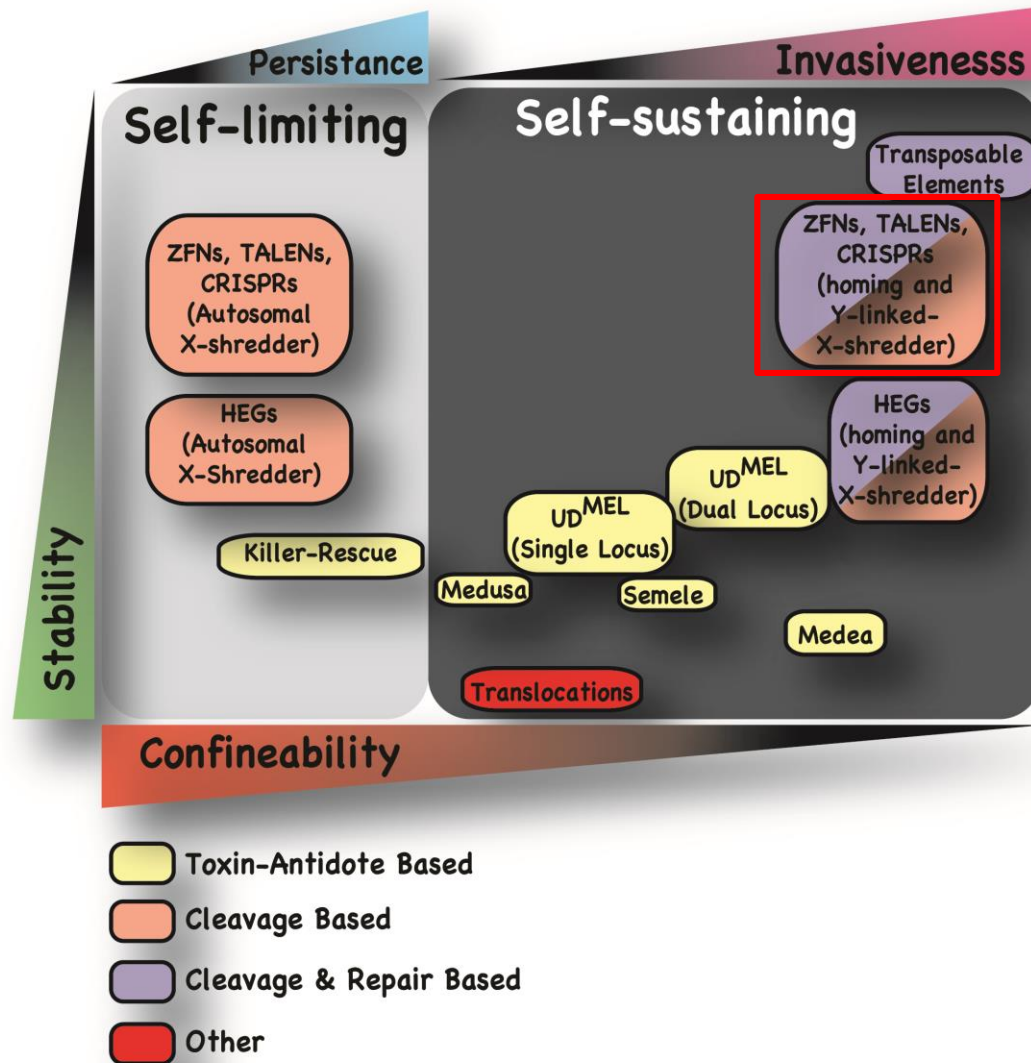 Persistance
Invasivenesss
Self-limiting
Self-sustaining
Transposable
Elements
ZFNs, TALENs,
CRISPRs
(Autosomal
X-shredder)
ZFNs, TALENs,
CRISPRs
(homing and
Y-linked-
X-shredder)
HEGs
(Autosomal
X-Shredder)
HEGs
(homing and
Y-linked-
X-shredder)
UDMEL
(Dual Locus)
UDMEL
(Single Locus)
Killer-Rescue
Medusa
Semele
Medea
Translocations
Stability
Confineability
Toxin-Antidote Based
Cleavage Based
Cleavage & Repair Based
Other